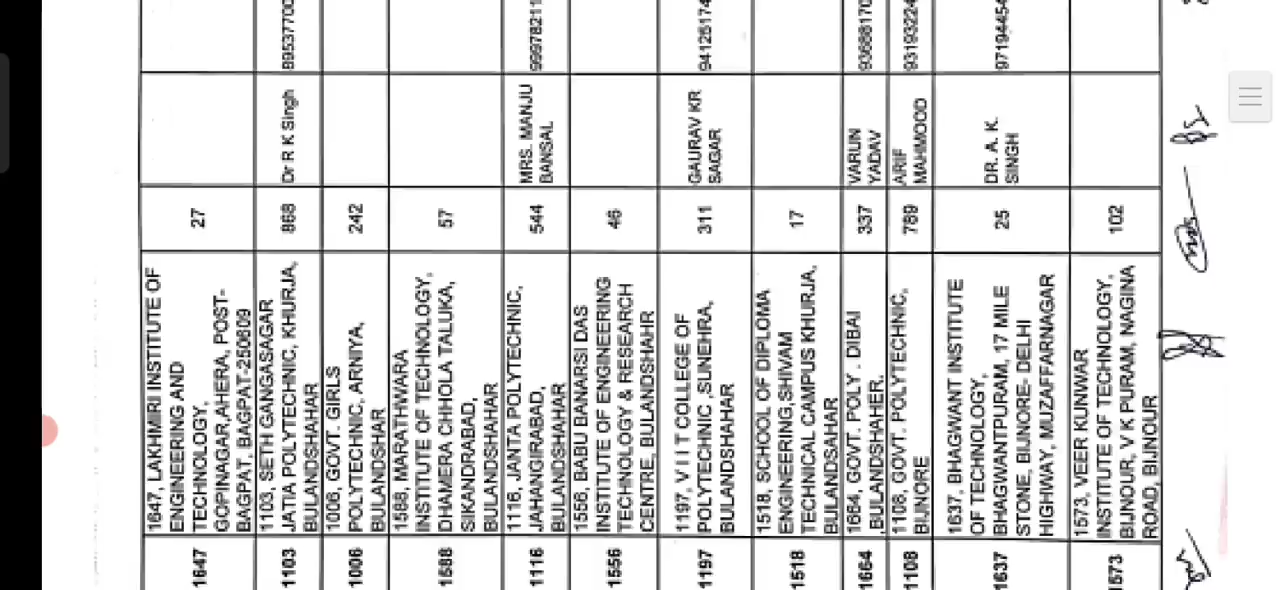 1647
1647, LAKHMIRI INSTITUTE OF
ENGINEERING AND
TECHNOLOGY,
GOPINAGAR,AHERA, POST-
BAGPAT, BAGPAT-250609
27
1103
1103, SETH GANGASAGAR
JATIA POLYTECHNIC, KHURJA,
BULANDSHAHAR
868
Dr R K Singh
89537700
1006
1006, GOVT. GIRLS
POLYTECHNIC, ARNIYA,
BULANDSHAR
242
1588
1588, MARATHWARA
INSTITUTE OF TECHNOLOGY,
DHAMERA CHHOLA TALUKA,
SIKANDRABAD,
BULANDSHAHAR
57
1116
1116, JANTA POLYTECHNIC,
JAHANGIRABAD,
BULANDSHAHAR
544
MRS. MANJU
BANSAL
99978211
1556
1556, BABU BANARSI DAS
INSTITUTE OF ENGINEERING
TECHNOLOGY & RESEARCH
CENTRE, BULANDSHAHR
46
1197
1197, V I I T COLLEGE OF
POLYTECHNIC ,SUNEHRA,
BULANDSHAHAR
311
GAURAV KR
SAGAR
94126174
1518
1518, SCHOOL OF DIPLOMA
ENGINEERING,SHIVAM
TECHNICAL CAMPUS KHURJA,
BULANDSAHAR
17
1664
1664, GOVT. POLY . DIBAI
,BULANDSHAHER,
337
VARUN
YADAV
93688170
1108
1108, GOVT. POLYTECHNIC,
BIJNORE
789
ARIF
MAHMOOD
93193224
1637
1637, BHAGWANT INSTITUTE
OF TECHNOLOGY,
BHAGWANTPURAM, 17 MILE
STONE, BIJNORE- DELHI
HIGHWAY, MUZAFFARNAGAR
25
DR. A. K.
SINGH
97194454
1573
1573, VEER KUNWAR
INSTITUTE OF TECHNOLOGY,
BIJNOUR, V K PURAM, NAGINA
ROAD, BIJNOUR
102